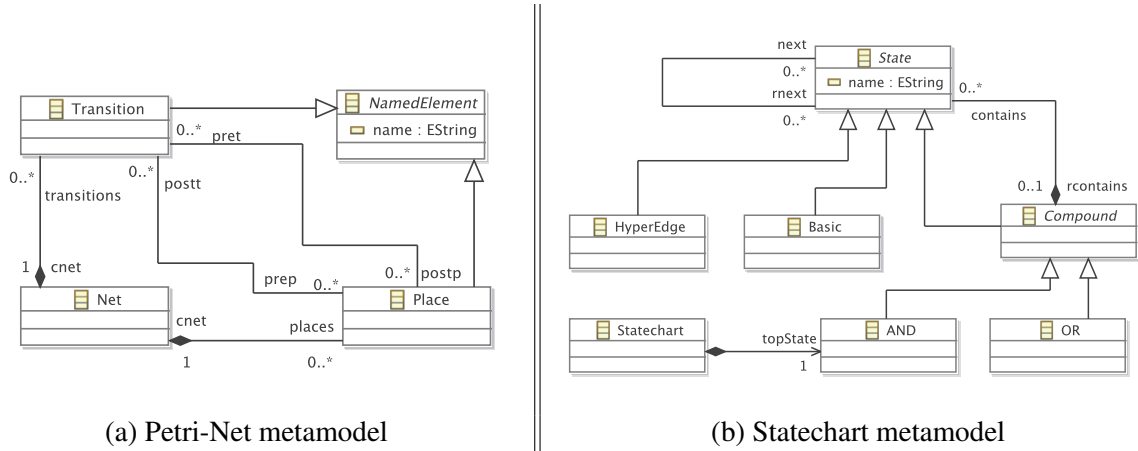 Transition
NamedElement
name : EString
0..*
pret
0..*
transitions
0..*
postt
1
cnet
prep
0..*
0..*
postp
Net
Place
cnet
places
1
0..*
(a) Petri-Net metamodel
next
0..*
rnext
0..*
State
name : EString
0..*
contains
0..1
rcontains
Compound
HyperEdge
Basic
Statechart
topState
1
AND
OR
(b) Statechart metamodel